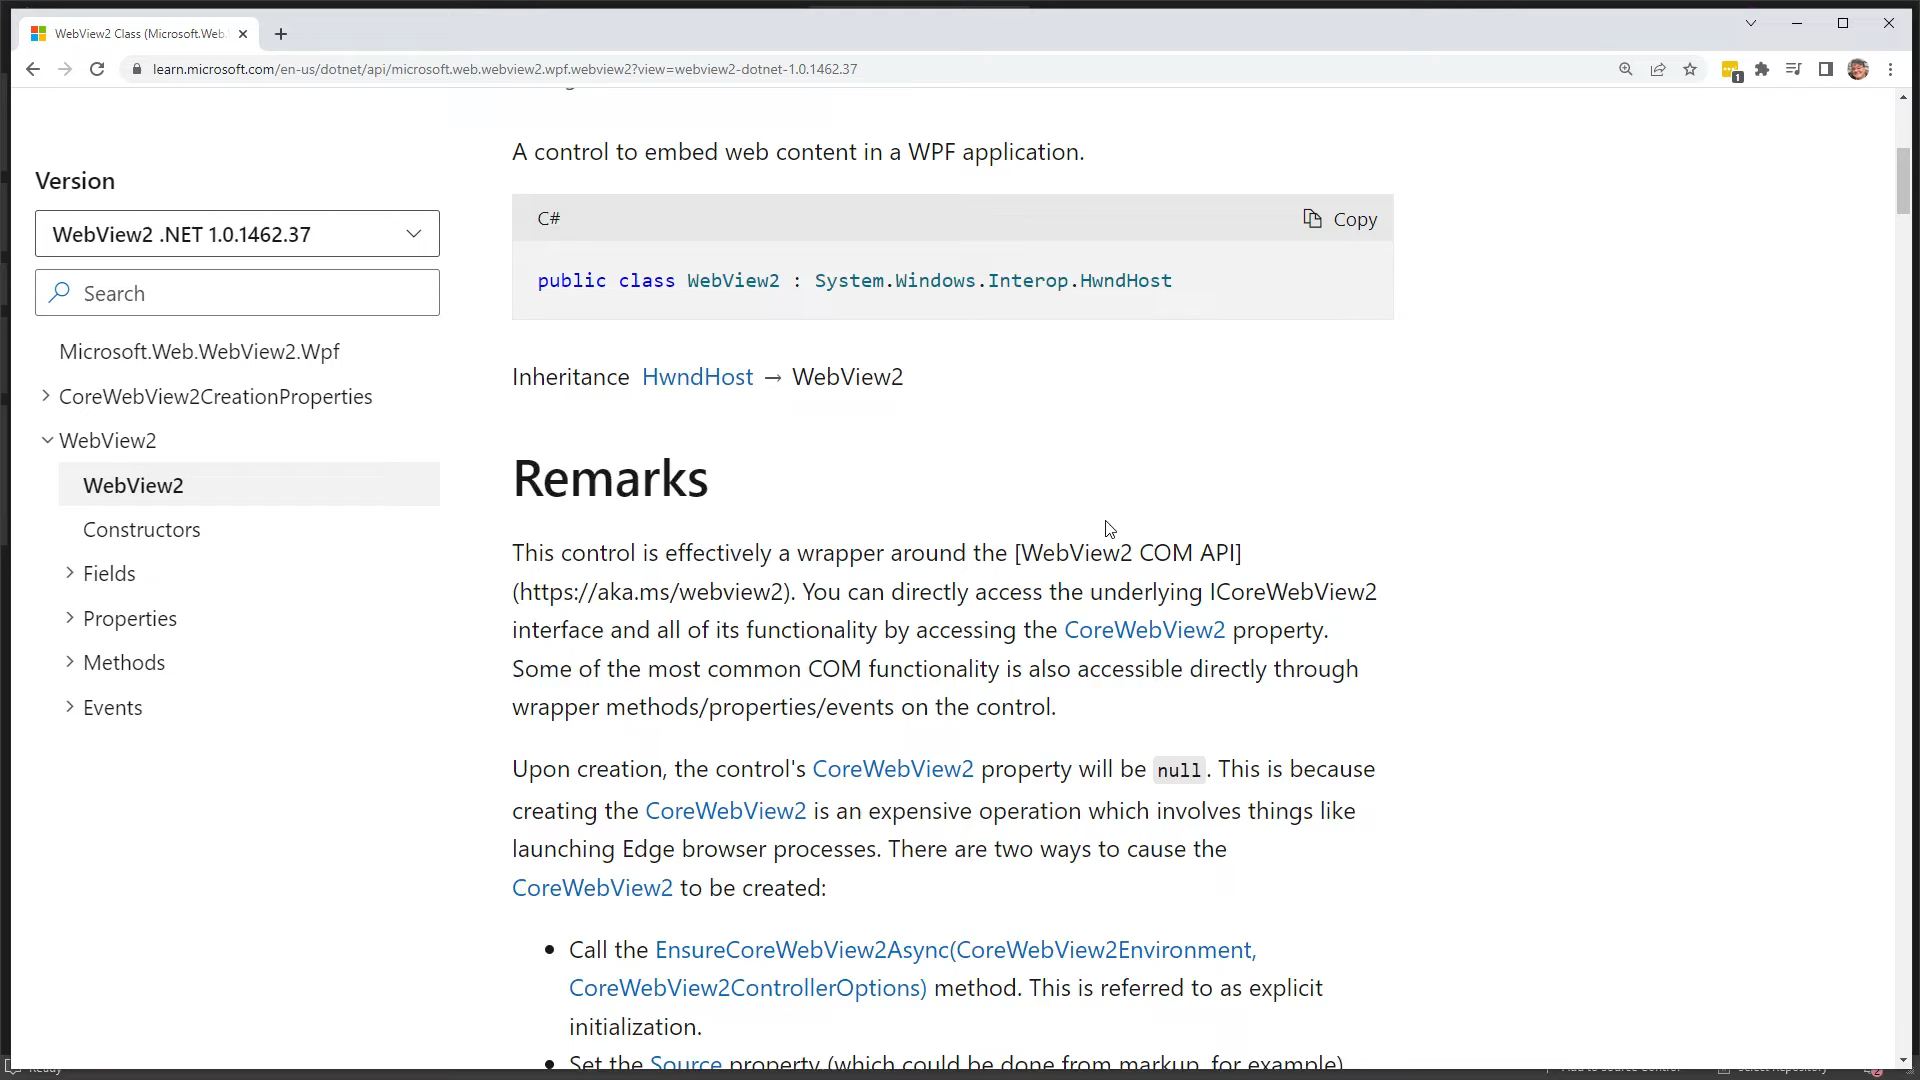 WebView2 Class (Microsoft.Web.
learn.microsoft.com/en-us/dotnet/api/microsoft.web.webview2.wpf.webview2?view=webview2-dotnet-1.0.1462.37
1
A control to embed web content in a WPF application.
Version
WebView2 .NET 1.0.1462.37
C#
Copy
Search
public class WebView2 : System.Windows.Interop.HwndHost
Microsoft.Web.WebView2.Wpf
CoreWebView2CreationProperties
WebView2
WebView2
Constructors
Fields
Properties
Methods
Events
Inheritance HwndHost → WebView2
Remarks
This control is effectively a wrapper around the [WebView2 COM API]
(https://aka.ms/webview2). You can directly access the underlying ICoreWebView2
interface and all of its functionality by accessing the CoreWebView2 property.
Some of the most common COM functionality is also accessible directly through
wrapper methods/properties/events on the control.
Upon creation, the control's CoreWebView2 property will be null. This is because
creating the CoreWebView2 is an expensive operation which involves things like
launching Edge browser processes. There are two ways to cause the
CoreWebView2 to be created:
• Call the EnsureCoreWebView2Async(CoreWebView2Environment,
CoreWebView2ControllerOptions) method. This is referred to as explicit
initialization.
• Set the Source property (which could be done from markup, for example).